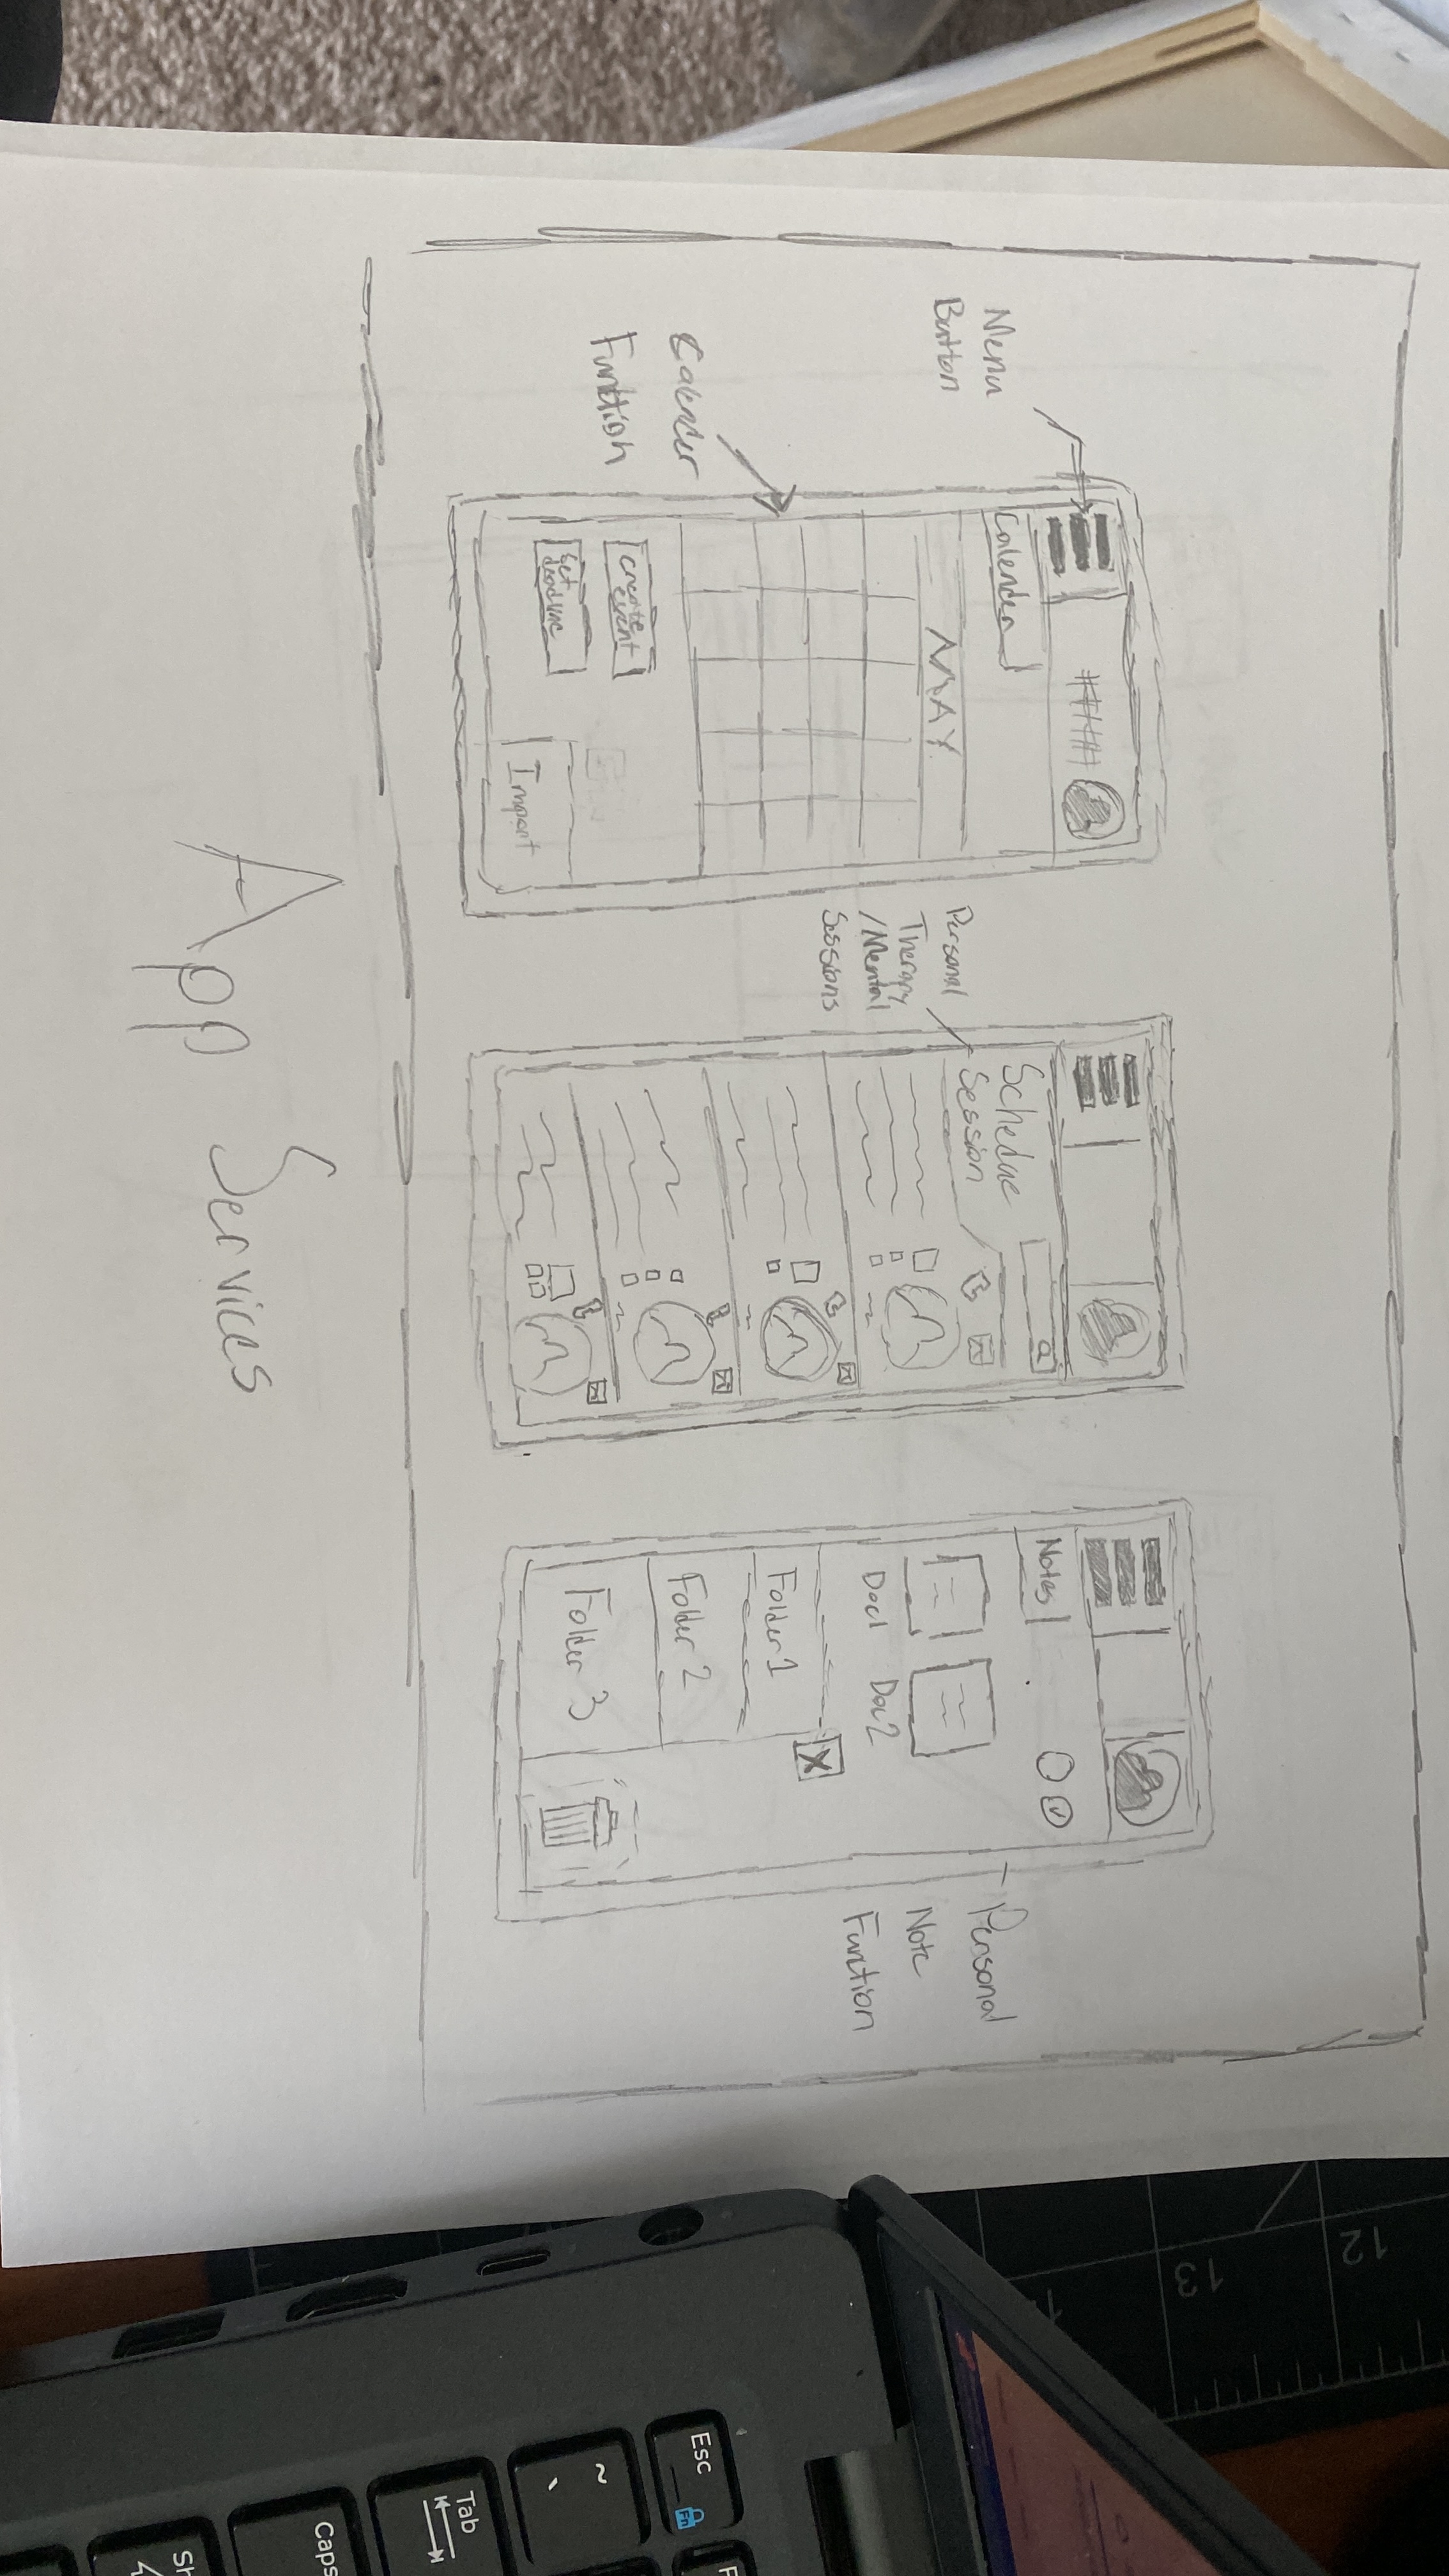 Menu
Button
Calender
Function
#####
Calender
MAY
create
event
Set
Import
Personal
Therapy
/Mental
Sessions
Schedule
Session
Notes
Doc1 Doc2
X
Folder 1
Folder 2
Folder 3
Personal
Note
Function
App Services
12
13
Esc
Fn
~
`
Tab
Caps
Sh
F